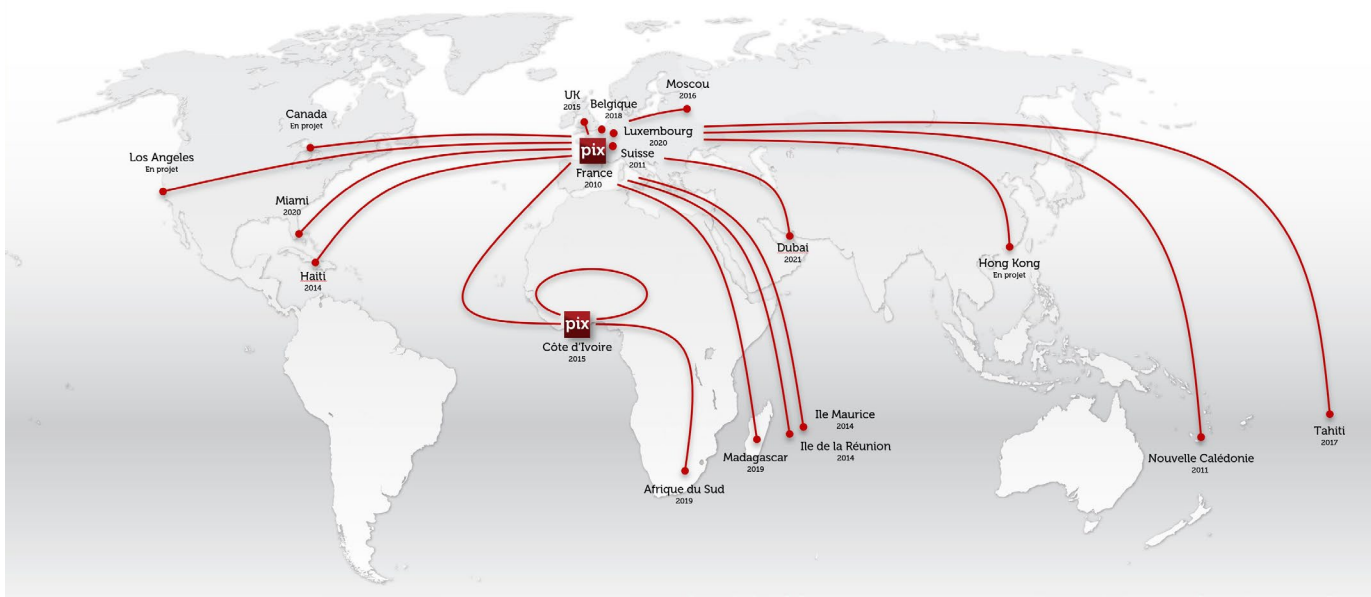 Moscou
2016
UK
2015
Belgique
2018
Canada
En projet
Luxembourg
2020
Los Angeles
En projet
pix
Suisse
2011
France
2010
Miami
2020
Dubai
2021
Hong Kong
En projet
Haiti
2014
pix
Côte d'Ivoire
2015
Ile Maurice
2014
Tahiti
2017
Ile de la Réunion
2014
Madagascar
2019
Nouvelle Calédonie
2011
Afrique du Sud
2019